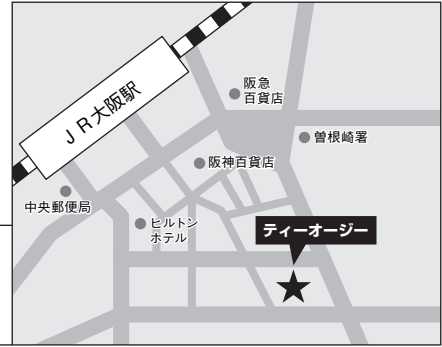 JR大阪駅
阪急
百貨店
曽根崎署
阪神百貨店
中央郵便局
ヒルトン
ホテル
ティーオージー